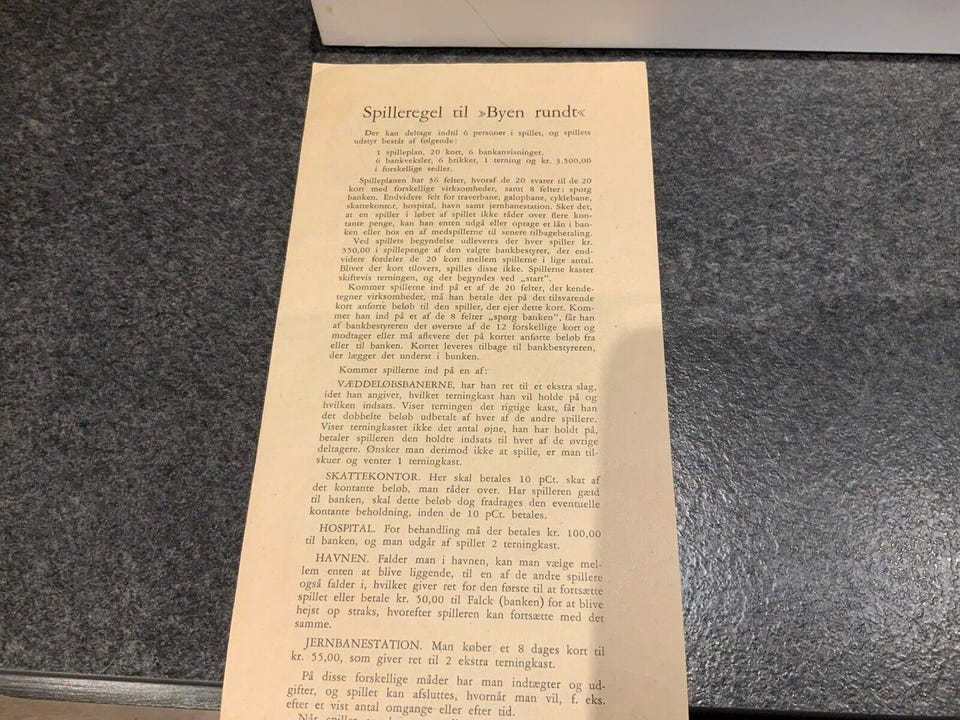 Spilleregel til »Byen rundt«
Der kan deltage indtil 6 personer i spillet, og spillets
udstyr består af følgende:
1 spilleplan, 20 kort, 6 bankanvisninger,
6 bankveksler, 6 brikker, 1 terning og kr. 3.500,00
i forskellige sedler.
Spilleplanen har 36 felter, hvoraf de 20 svarer til de 20
kort med forskellige virksomheder, samt 8 felter: spørg
banken. Endvidere felt for traverbane, galopbane, cyklebane,
skattekontor, hospital, havn samt jernbanestation. Sker det,
at en spiller i løbet af spillet ikke råder over flere kon-
tante penge, kan han enten udgå eller optage et lån i ban-
ken eller hos en af medspillerne til senere tilbagebetaling.
Ved spillets begyndelse udleveres der hver spiller kr.
350,00 i spillepenge af den valgte bankbestyrer, der end-
videre fordeler de 20 kort mellem spillerne i lige antal.
Bliver der kort tilovers, spilles disse ikke. Spillerne kaster
skiftevis terningen, og der begyndes ved „start“.
Kommer spillerne ind på et af de 20 felter, der kende-
tegner virksomheder, må han betale det på det tilsvarende
kort anførte beløb til den spiller, der ejer dette kort. Kom-
mer han ind på et af de 8 felter „spørg banken“, får han
af bankbestyreren det øverste af de 12 forskellige kort og
modtager eller må aflevere det på kortet anførte beløb fra
eller til banken. Kortet leveres tilbage til bankbestyreren,
der lægger det underst i bunken.
Kommer spillerne ind på en af:
VÆDDELØBSBANERNE, har han ret til et ekstra slag,
idet han angiver, hvilket terningkast han vil holde på og
hvilken indsats. Viser terningen det rigtige kast, får han
det dobbelte beløb udbetalt af hver af de andre spillere.
Viser terningkastet ikke det antal øjne, han har holdt på,
betaler spilleren den holdte indsats til hver af de øvrige
deltagere. Ønsker man derimod ikke at spille, er man til-
skuer og venter 1 terningkast.
SKATTEKONTOR. Her skal betales 10 pCt. skat af
det kontante beløb, man råder over. Har spilleren gæld
til banken, skal dette beløb dog fradrages den eventuelle
kontante beholdning, inden de 10 pCt. betales.
HOSPITAL. For behandling må der betales kr. 100,00
til banken, og man udgår af spillet 2 terningkast.
HAVNEN. Falder man i havnen, kan man vælge mel-
lem enten at blive liggende, til en af de andre spillere
også falder i, hvilket giver ret for den første til at fortsætte
spillet eller betale kr. 50,00 til Falck (banken) for at blive
hejst op straks, hvorefter spilleren kan fortsætte med det
samme.
JERNBANESTATION. Man køber et 8 dages kort til
kr. 55,00, som giver ret til 2 ekstra terningkast.
På disse forskellige måder har man indtægter og ud-
gifter, og spillet kan afsluttes, hvornår man vil, f. eks.
efter et vist antal omgange eller efter tid.
Når spillet